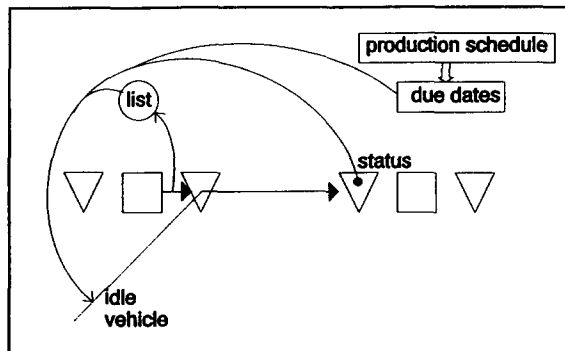 production schedule
due dates
list
status
idle
vehicle